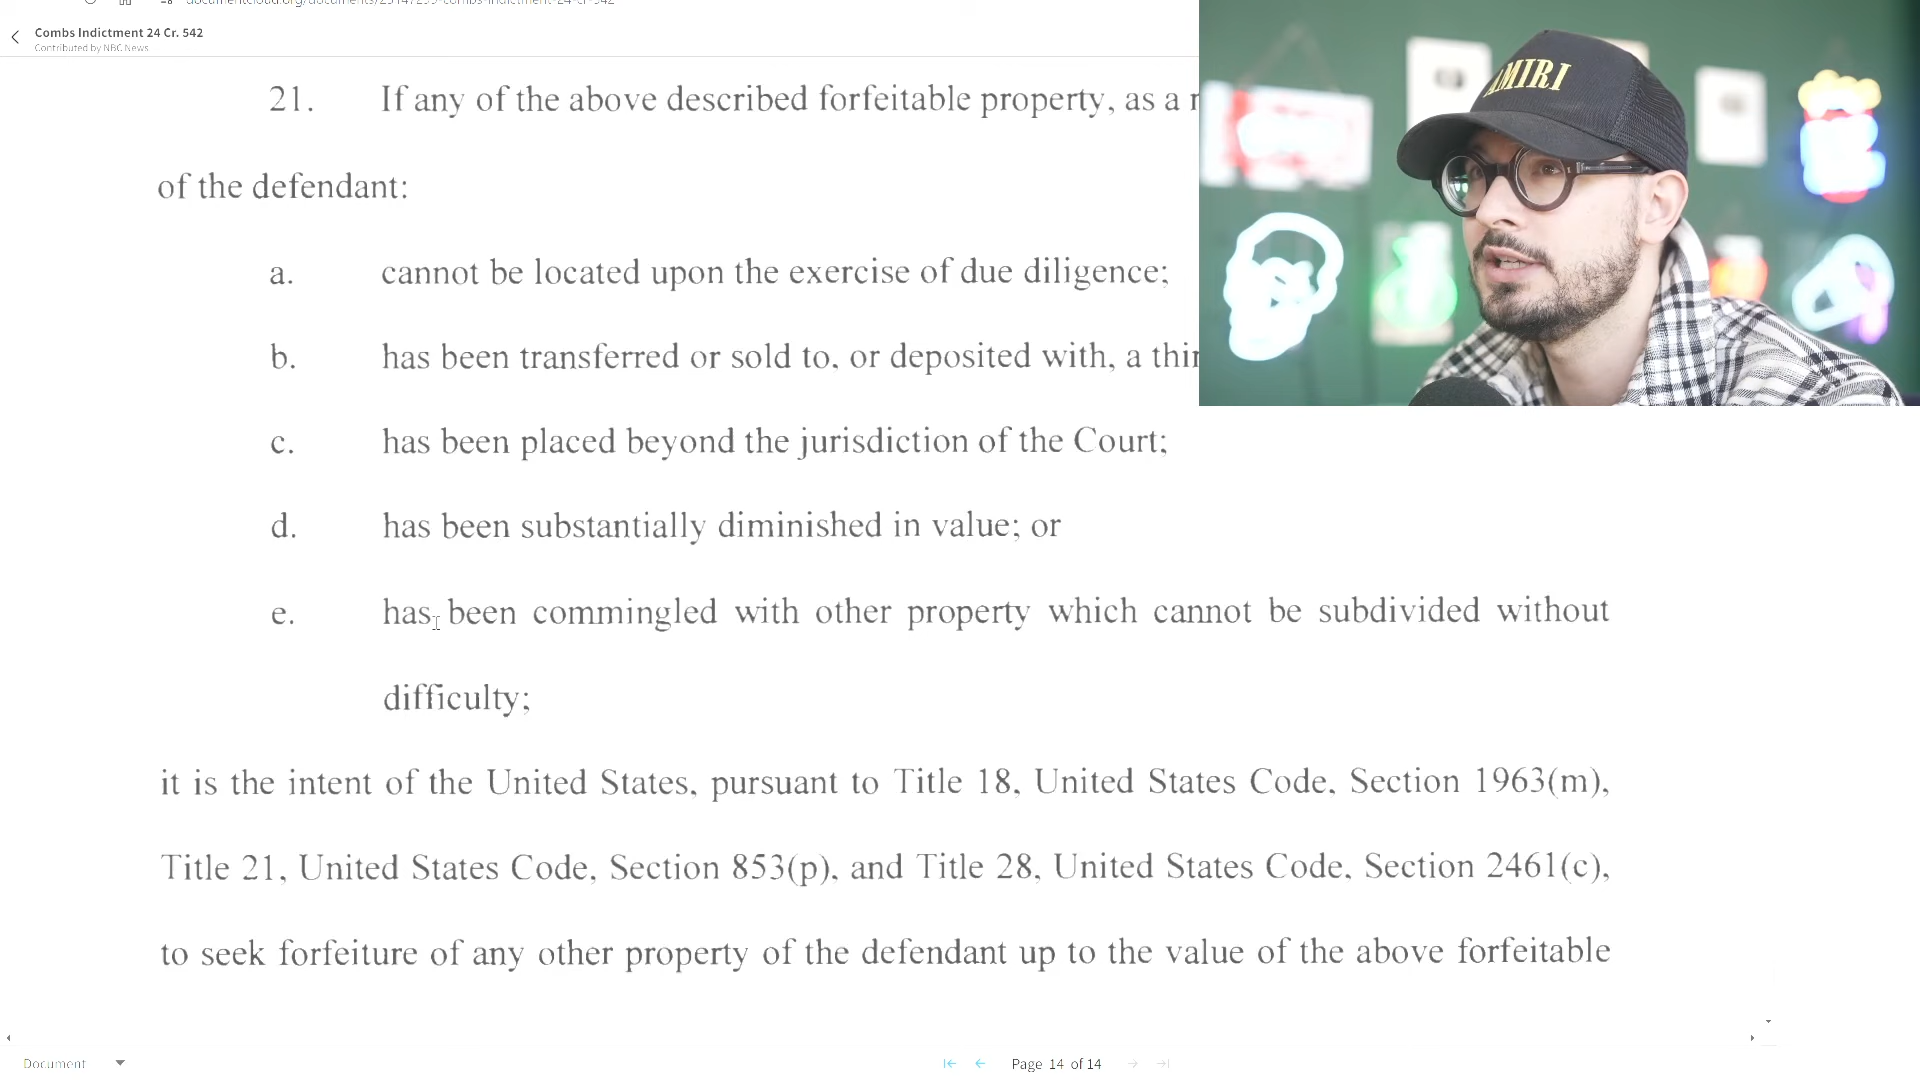 Combs Indictment 24 Cr. 542
Contributed by NBC News
21. If any of the above described forfeitable property, as a
of the defendant:
a. cannot be located upon the exercise of due diligence;
b. has been transferred or sold to, or deposited with, a
c. has been placed beyond the jurisdiction of the Court;
d. has been substantially diminished in value; or
e. has been commingled with other property which cannot be subdivided without
difficulty;
it is the intent of the United States, pursuant to Title 18, United States Code, Section 1963(m),
Title 21, United States Code, Section 853(p), and Title 28, United States Code, Section 2461(c),
to seek forfeiture of any other property of the defendant up to the value of the above forfeitable
AMIRI
Document
Page 14 of 14